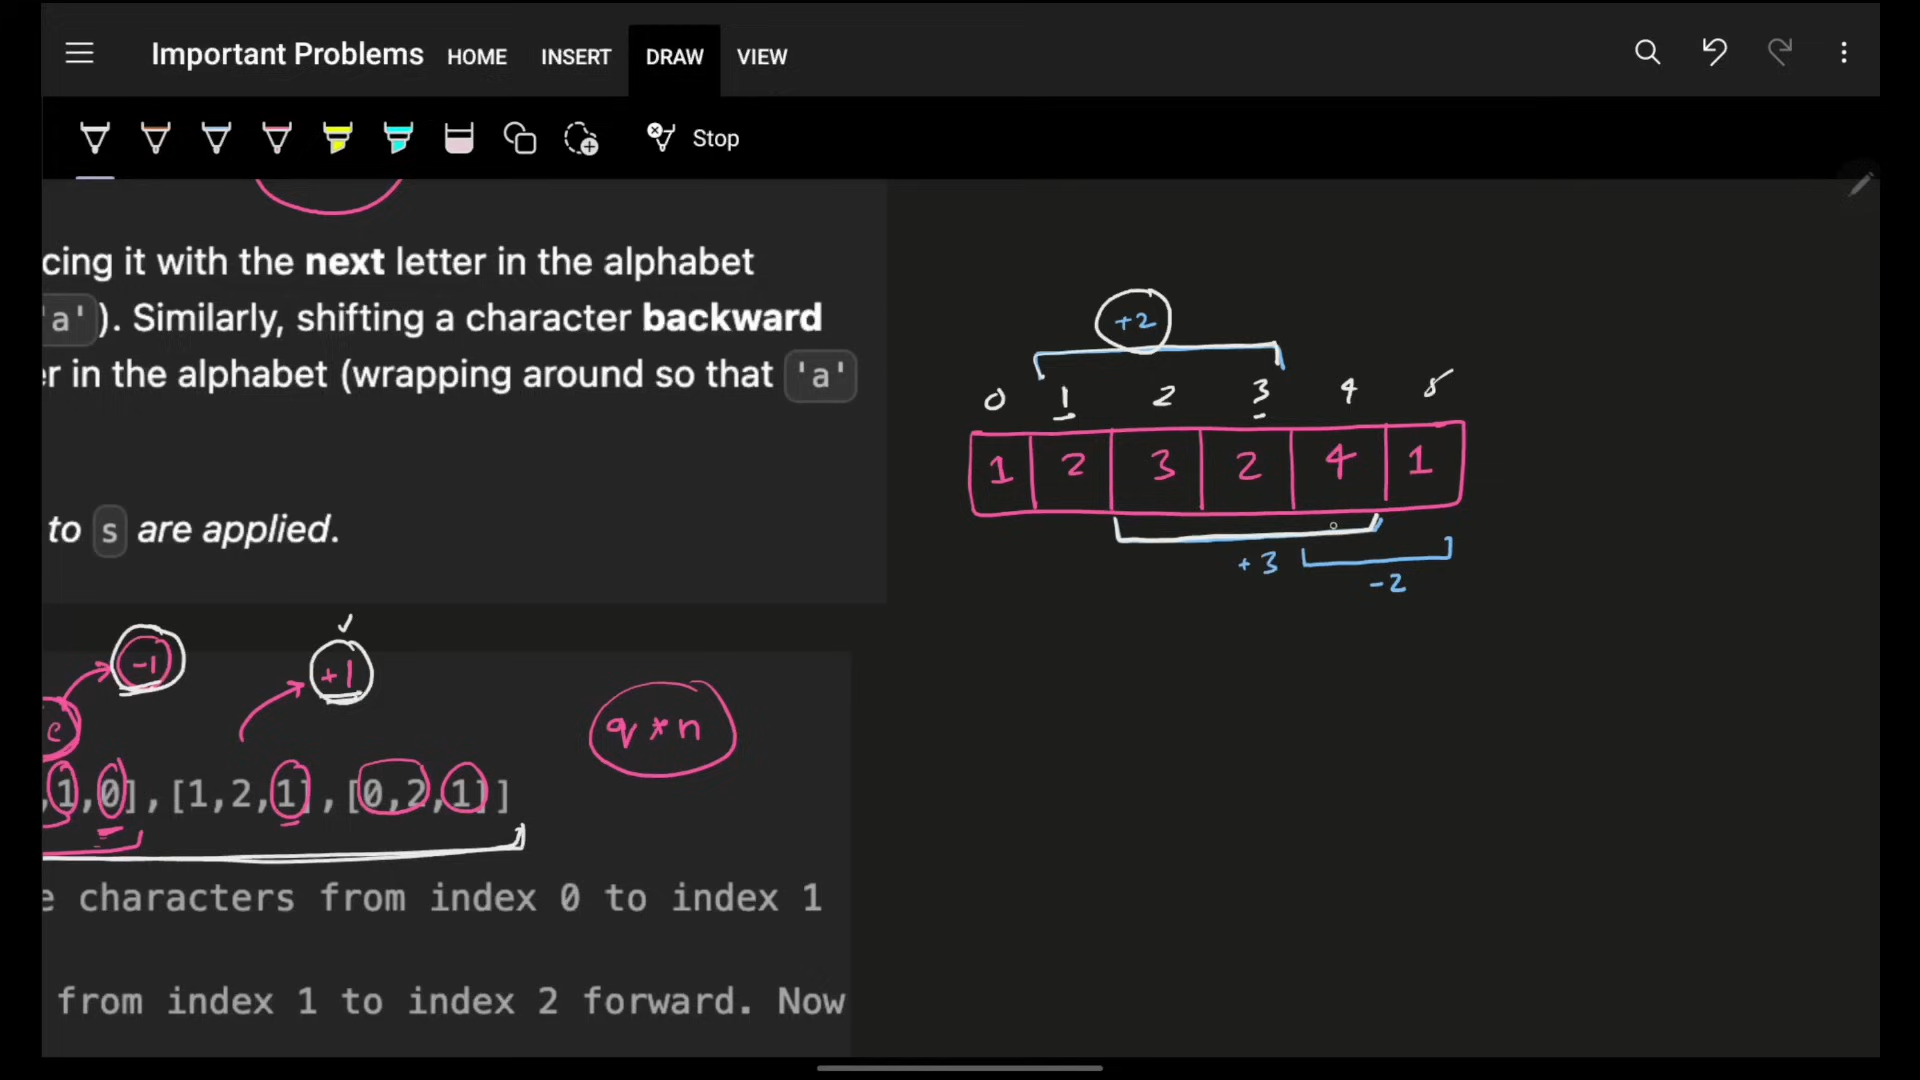 Important Problems HOME INSERT DRAW VIEW
Stop
cing it with the next letter in the alphabet
'a' ). Similarly, shifting a character backward
er in the alphabet (wrapping around so that 'a'
to s are applied.
+2
0 1 2 3 4 5
1 2 3 2 4 1
+3
-2
-1 +1
c
q * n
,1,0],[1,2,1],[0,2,1]]
e characters from index 0 to index 1
from index 1 to index 2 forward. Now